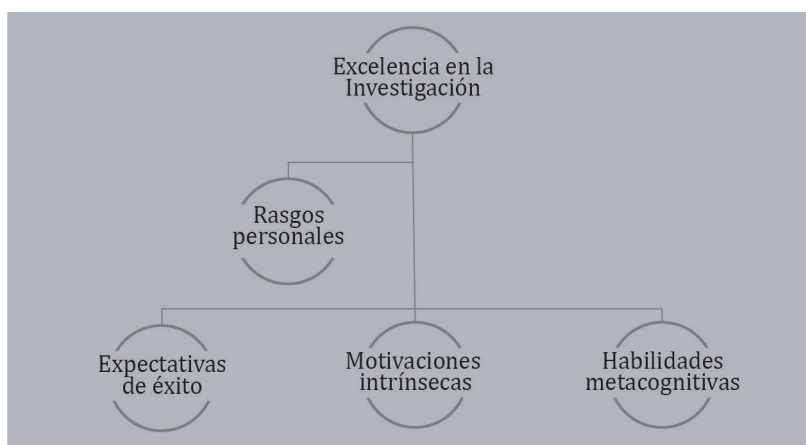 Excelencia en la
Investigación
Rasgos
personales
Expectativas
de éxito
Motivaciones
intrínsecas
Habilidades
metacognitivas